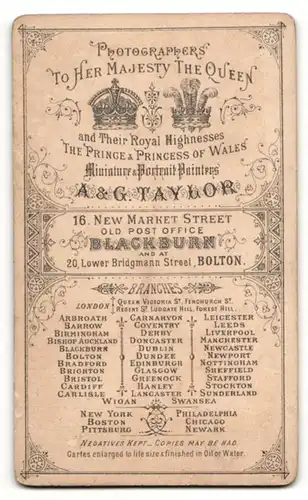 PHOTOGRAPHERS
TO HER MAJESTY THE QUEEN
and Their Royal Highnesses
THE PRINCE & PRINCESS OF WALES
Miniature & Portrait Painters
A & G. TAYLOR
16. NEW MARKET STREET
OLD POST OFFICE
BLACKBURN
AND AT
20, Lower Bridgmann Street, BOLTON.
BRANCHES
LONDON { QUEEN VICTORIA ST. FENCHURCH ST.
REGENT ST. LUDGATE HILL, FOREST HILL.
ARBROATH CARNARVON LEICESTER
BARROW COVENTRY LEEDS
BIRMINGHAM DERBY LIVERPOOL
BISHOP AUCKLAND DONCASTER MANCHESTER
BLACKBURN DUBLIN NEWCASTLE
BOLTON DUNDEE NEWPORT
BRADFORD EDINBURGH NOTTINGHAM
BRIGHTON GLASGOW SHEFFIELD
BRISTOL GREENOCK STAFFORD
CARDIFF HANLEY STOCKTON
CARLISLE LANCASTER SUNDERLAND
WIGAN SWANSEA
NEW YORK PHILADELPHIA
BOSTON CHICAGO
PITTSBURG NEWARK
NEGATIVES KEPT_ COPIES MAY BE HAD.
Cartes enlarged to life size & finished in Oil or Water.